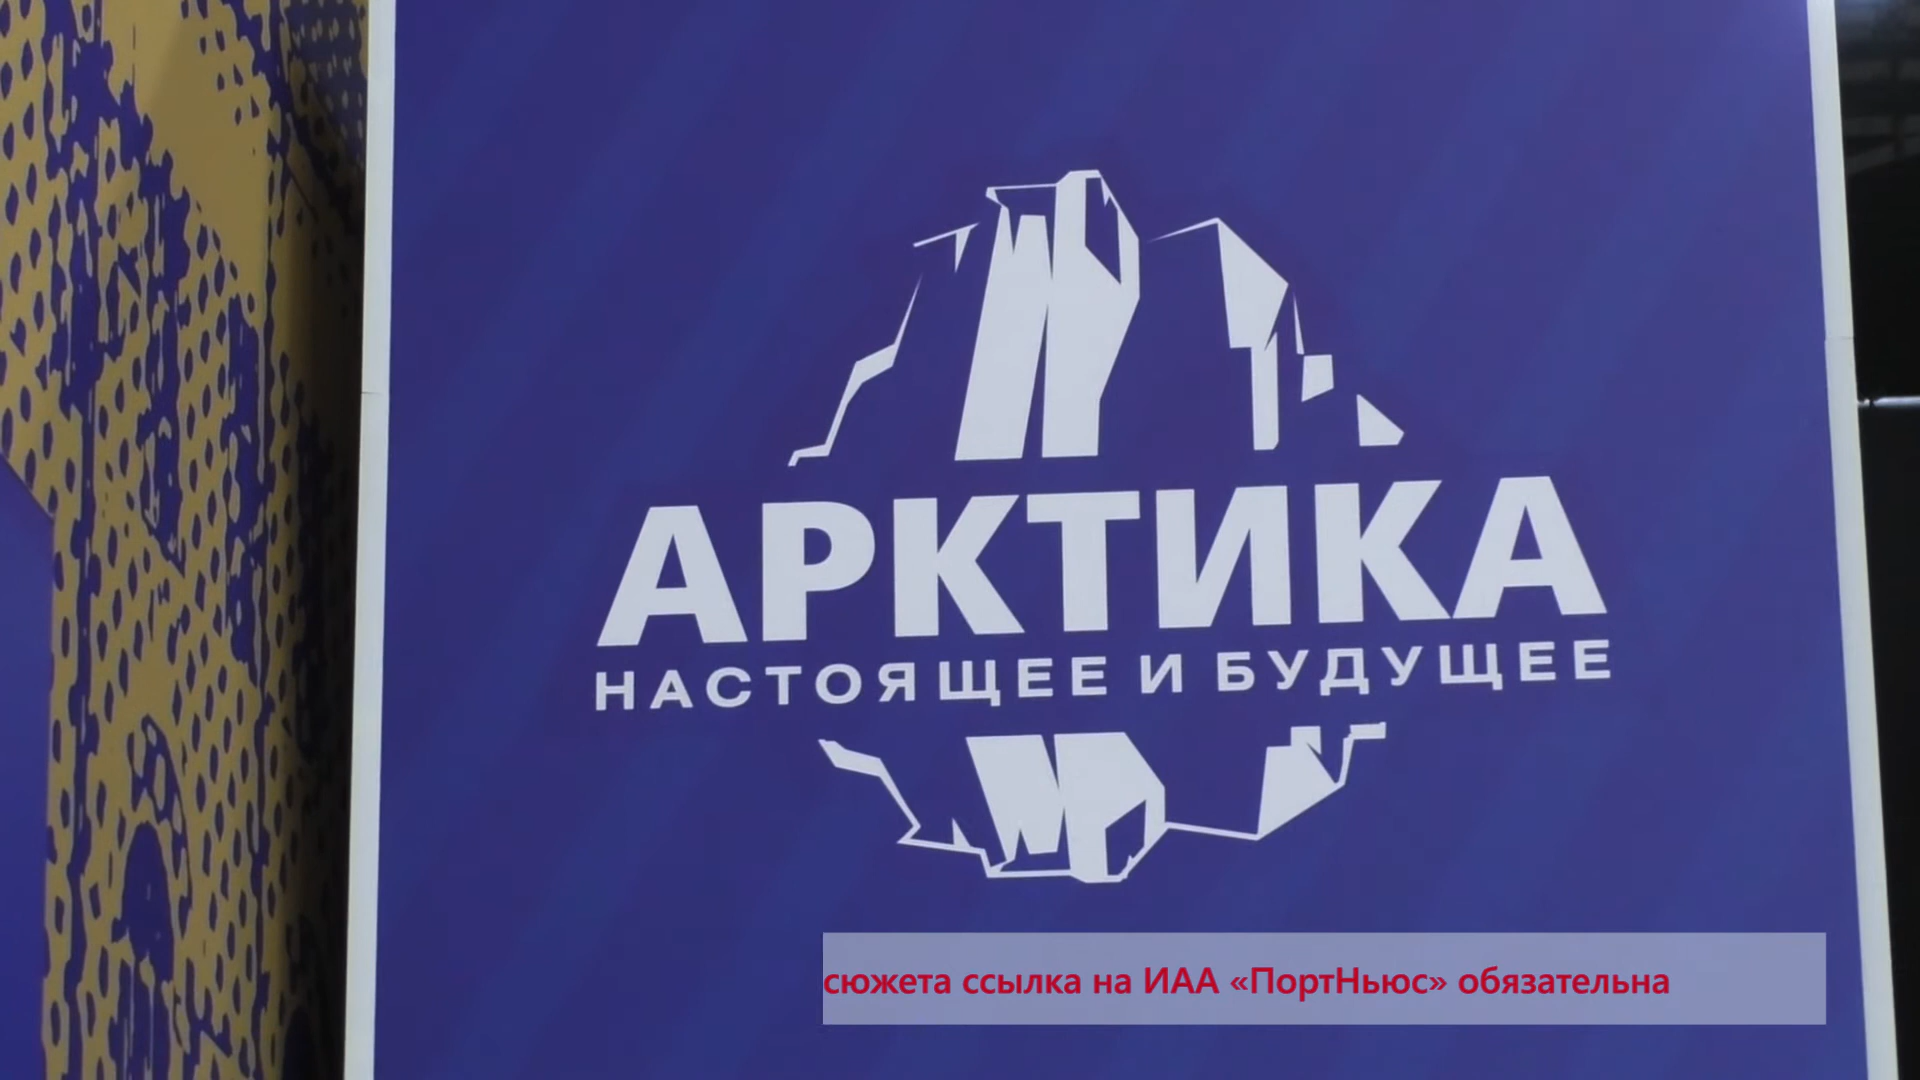 АРКТИКА
НАСТОЯЩЕЕ И БУДУЩЕЕ
сюжета ссылка на ИАА «ПортНьюс» обязательна